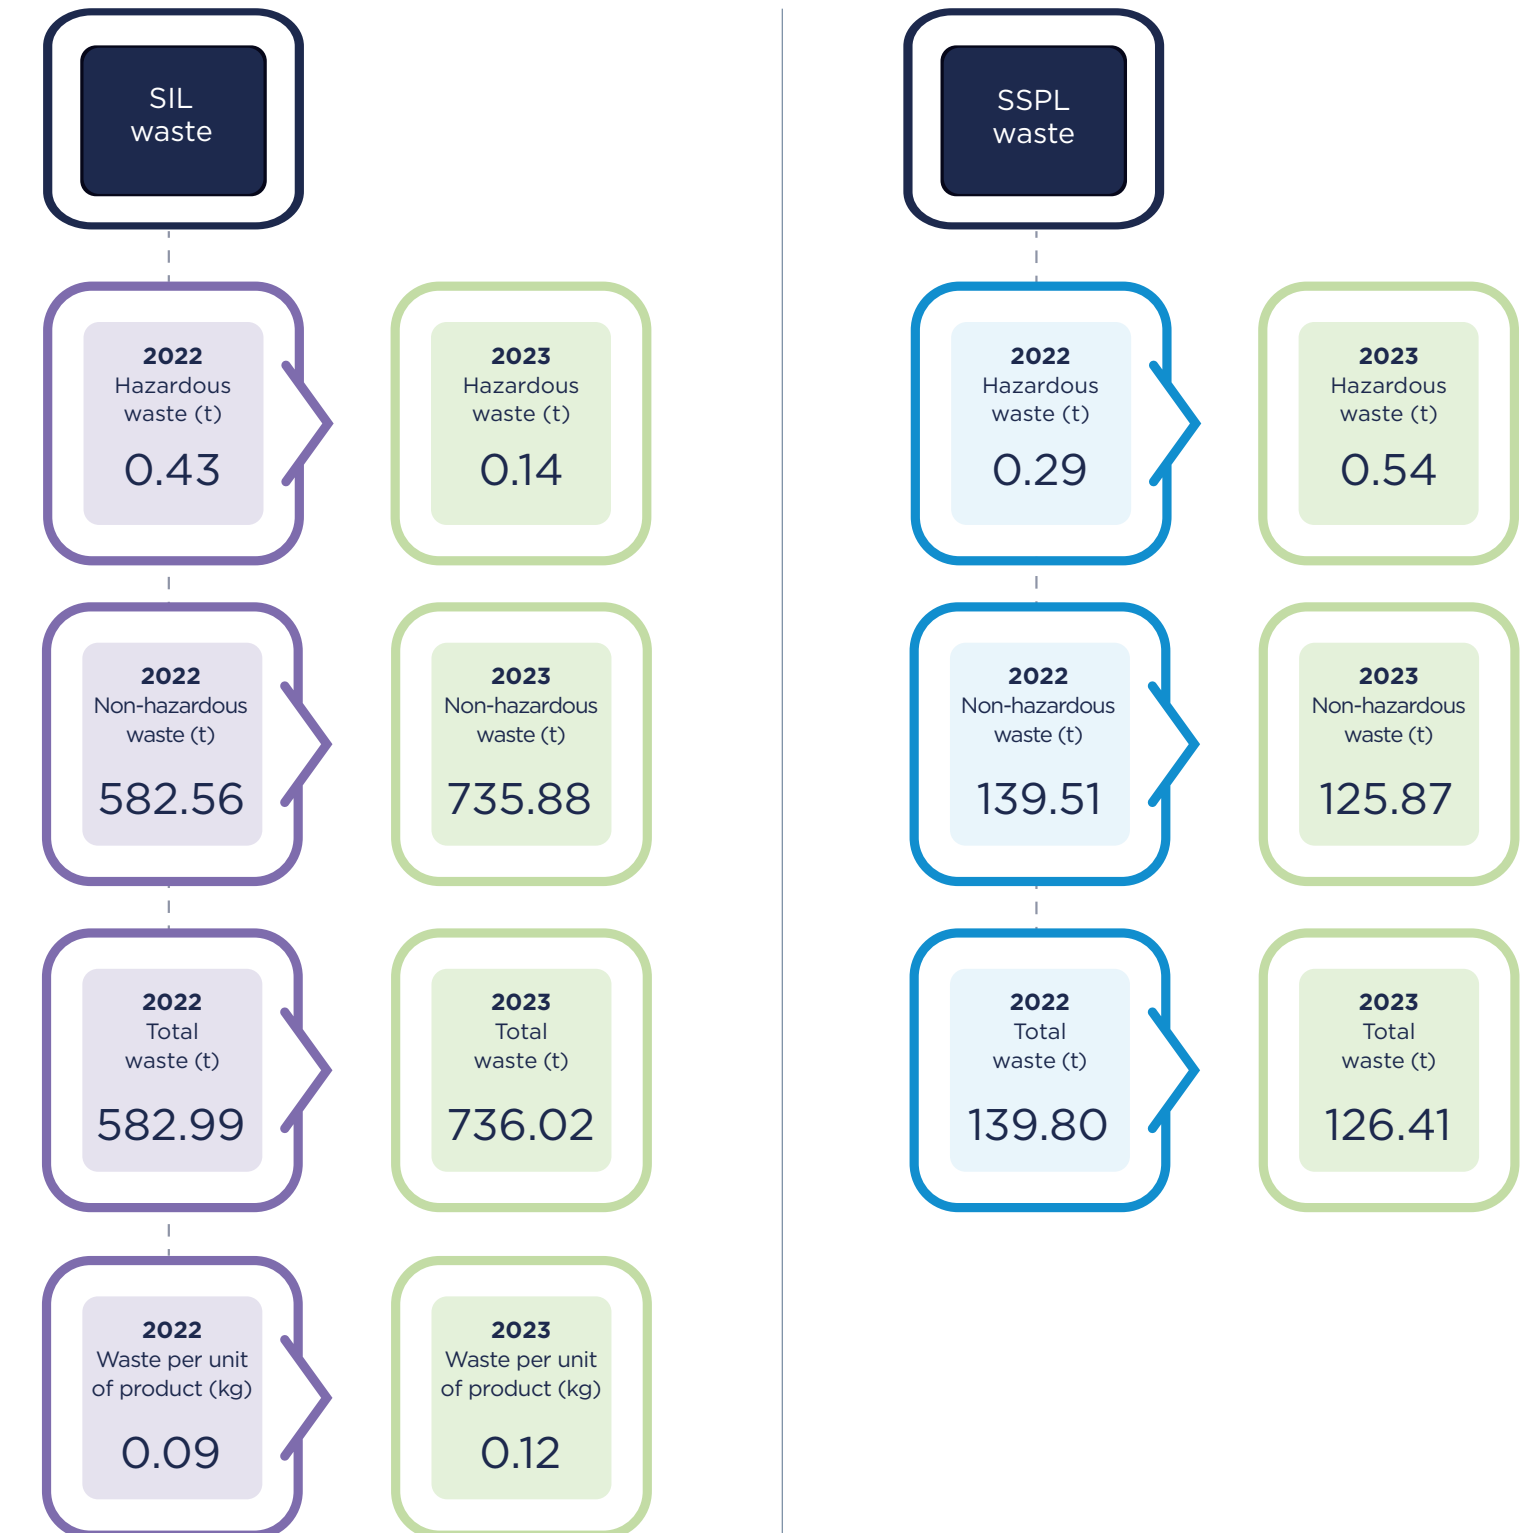 SIL
waste
2022
Hazardous
waste (t)
0.43
2023
Hazardous
waste (t)
0.14
2022
Non-hazardous
waste (t)
582.56
2023
Non-hazardous
waste (t)
735.88
2022
Total
waste (t)
582.99
2023
Total
waste (t)
736.02
2022
Waste per unit
of product (kg)
0.09
2023
Waste per unit
of product (kg)
0.12
SSPL
waste
2022
Hazardous
waste (t)
0.29
2023
Hazardous
waste (t)
0.54
2022
Non-hazardous
waste (t)
139.51
2023
Non-hazardous
waste (t)
125.87
2022
Total
waste (t)
139.80
2023
Total
waste (t)
126.41